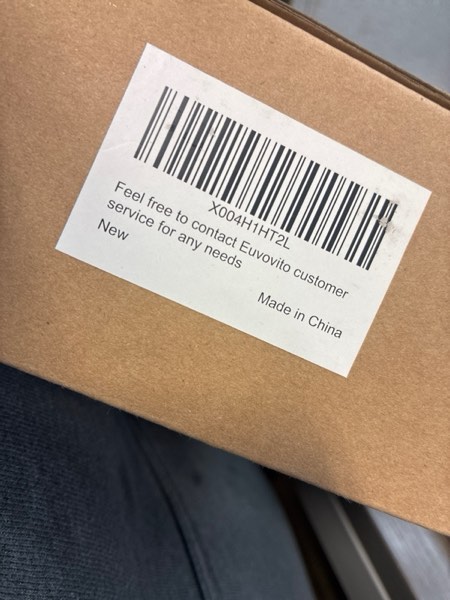 X004H1HT2L
Feel free to contact Euvovito customer
service for any needs
New
Made in China